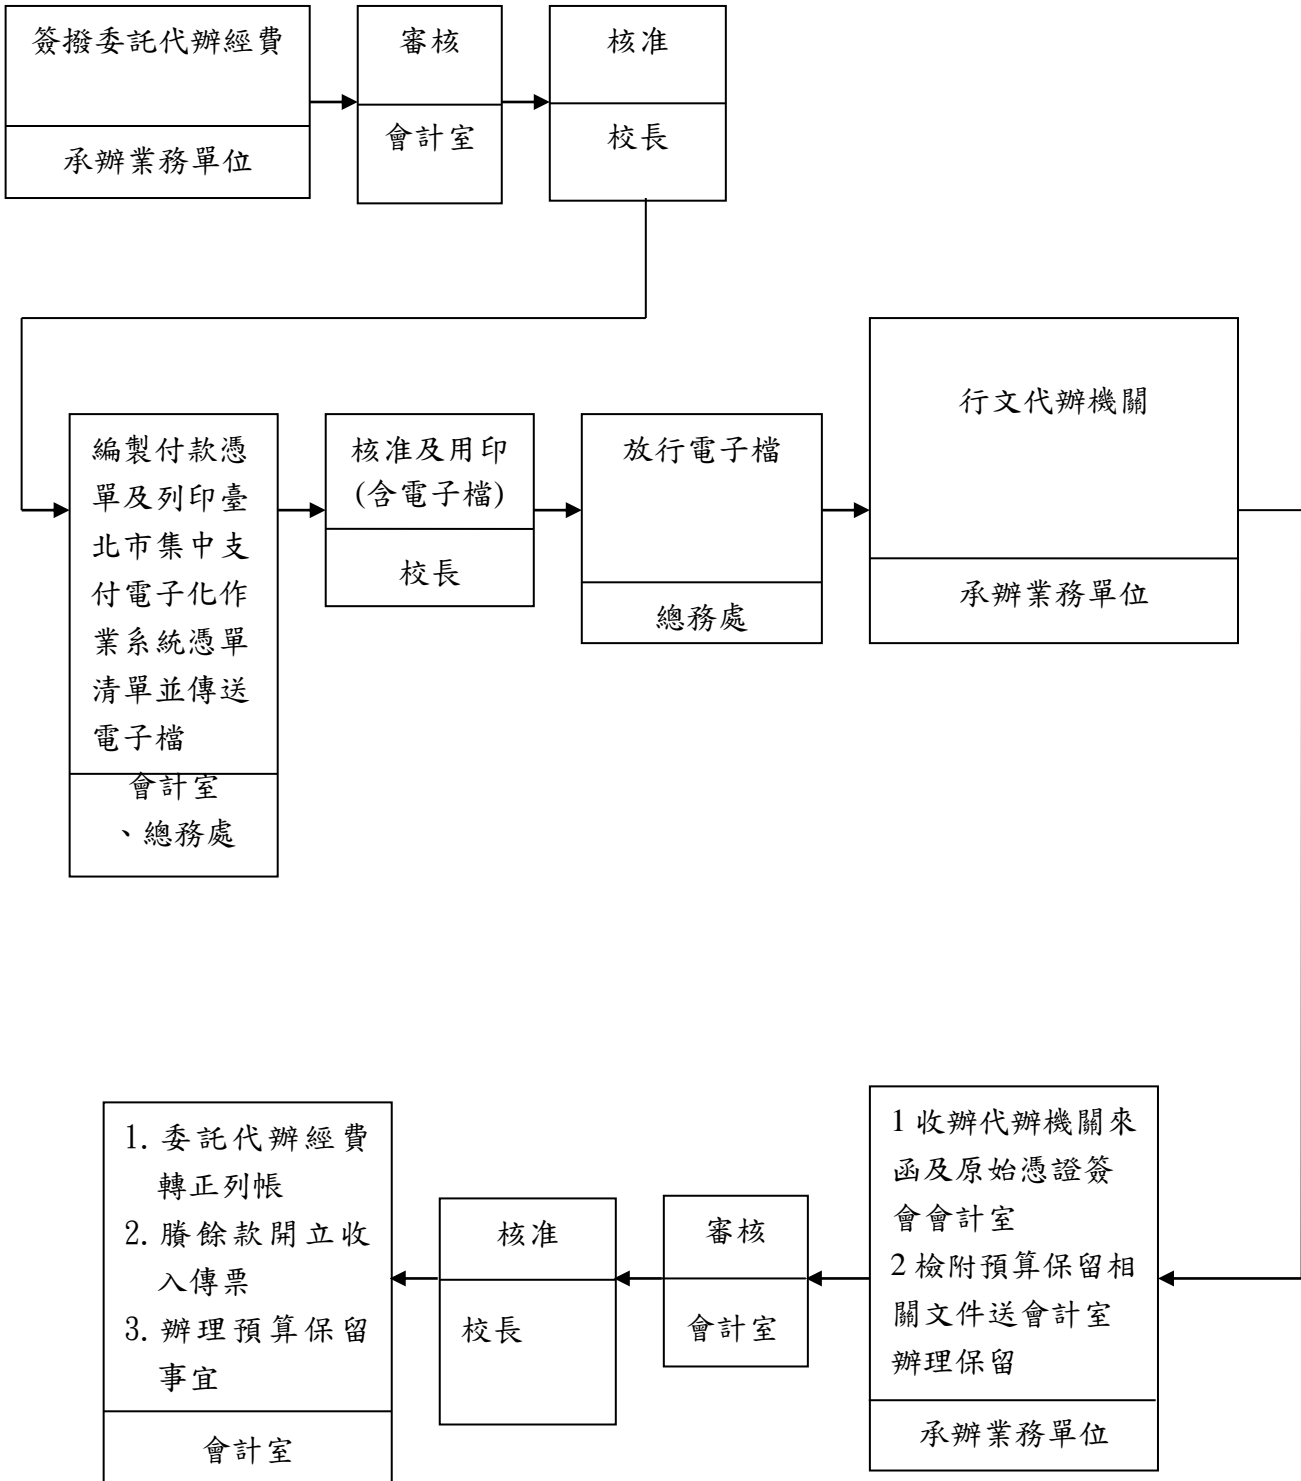 簽撥委託代辦經費
承辦業務單位
審核
會計室
核准
校長
編製付款憑
單及列印臺
北市集中支
付電子化作
業系統憑單
清單並傳送
電子檔
會計室
、總務處
核准及用印
(含電子檔)
校長
放行電子檔
總務處
行文代辦機關
承辦業務單位
1 收辦代辦機關來
函及原始憑證簽
會會計室
2 檢附預算保留相
關文件送會計室
辦理保留
承辦業務單位
審核
會計室
核准
校長
1. 委託代辦經費
轉正列帳
2. 賸餘款開立收
入傳票
3. 辦理預算保留
事宜
會計室